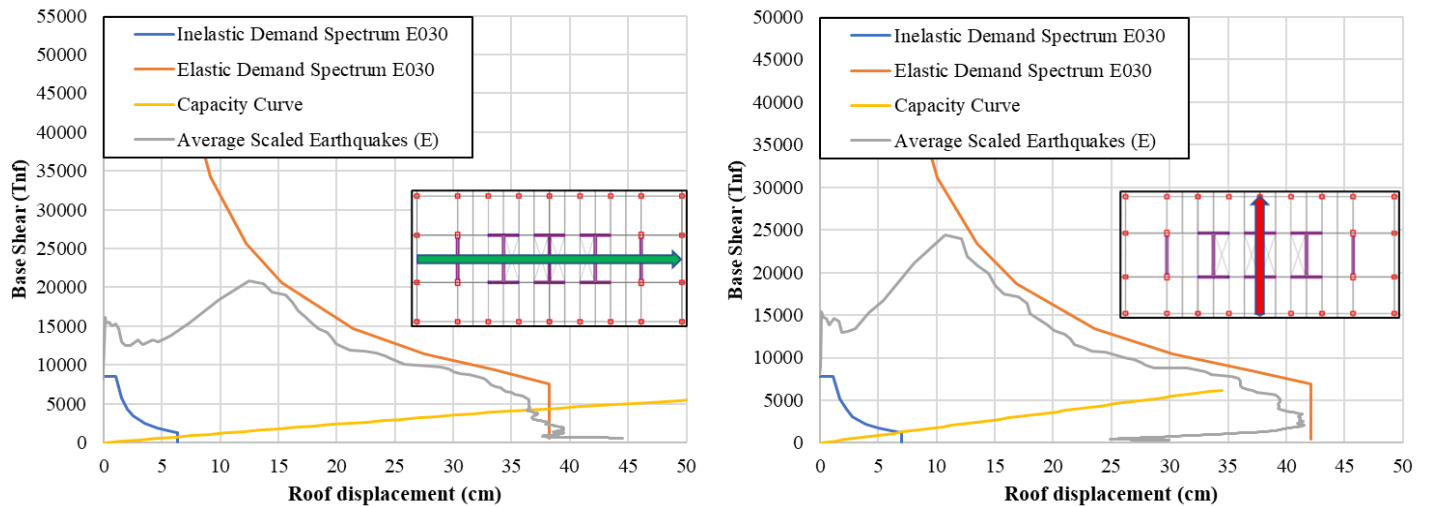 55000
50000
45000
40000
35000
30000
25000
20000
15000
10000
5000
0
Base Shear (Tnf)
Inelastic Demand Spectrum E030
Elastic Demand Spectrum E030
Capacity Curve
Average Scaled Earthquakes (E)
0 5 10 15 20 25 30 35 40 45 50
Roof displacement (cm)
50000
45000
40000
35000
30000
25000
20000
15000
10000
5000
0
Base Shear (Tnf)
Inelastic Demand Spectrum E030
Elastic Demand Spectrum E030
Capacity Curve
Average Scaled Earthquakes (E)
0 5 10 15 20 25 30 35 40 45 50
Roof displacement (cm)